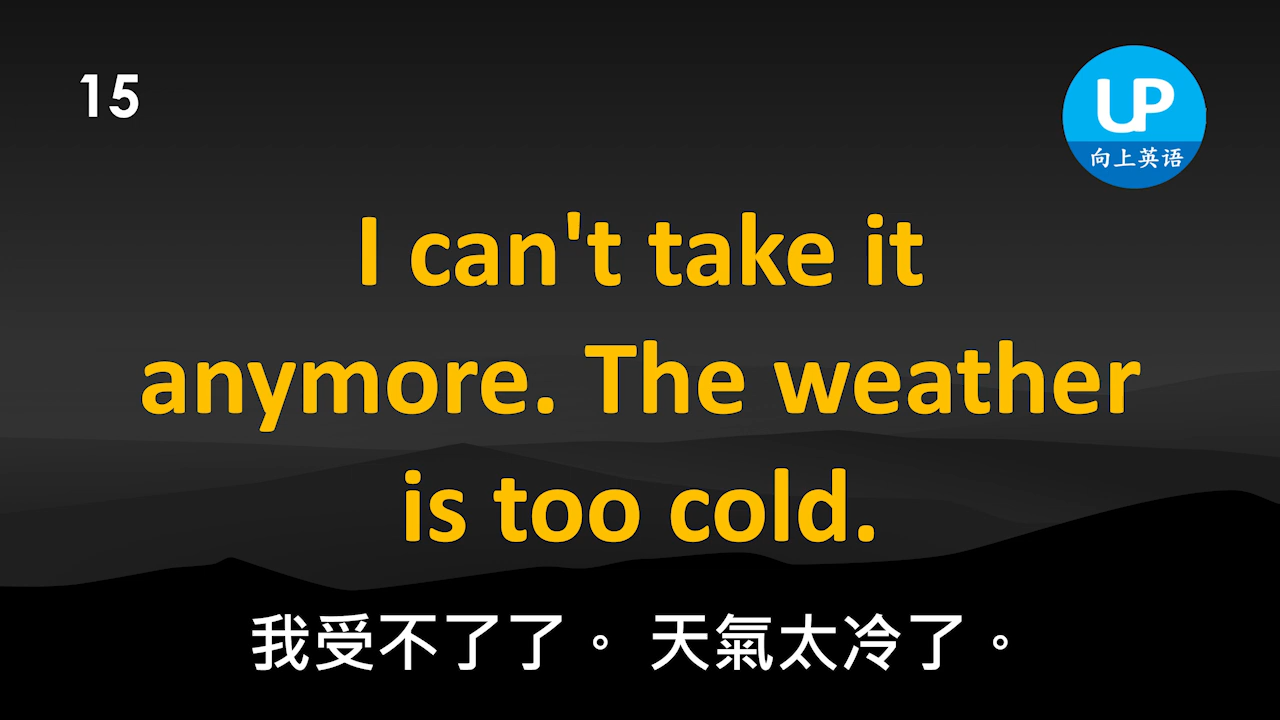 15
UP
向上英语
I can't take it
anymore. The weather
is too cold.
我受不了了。 天氣太冷了。